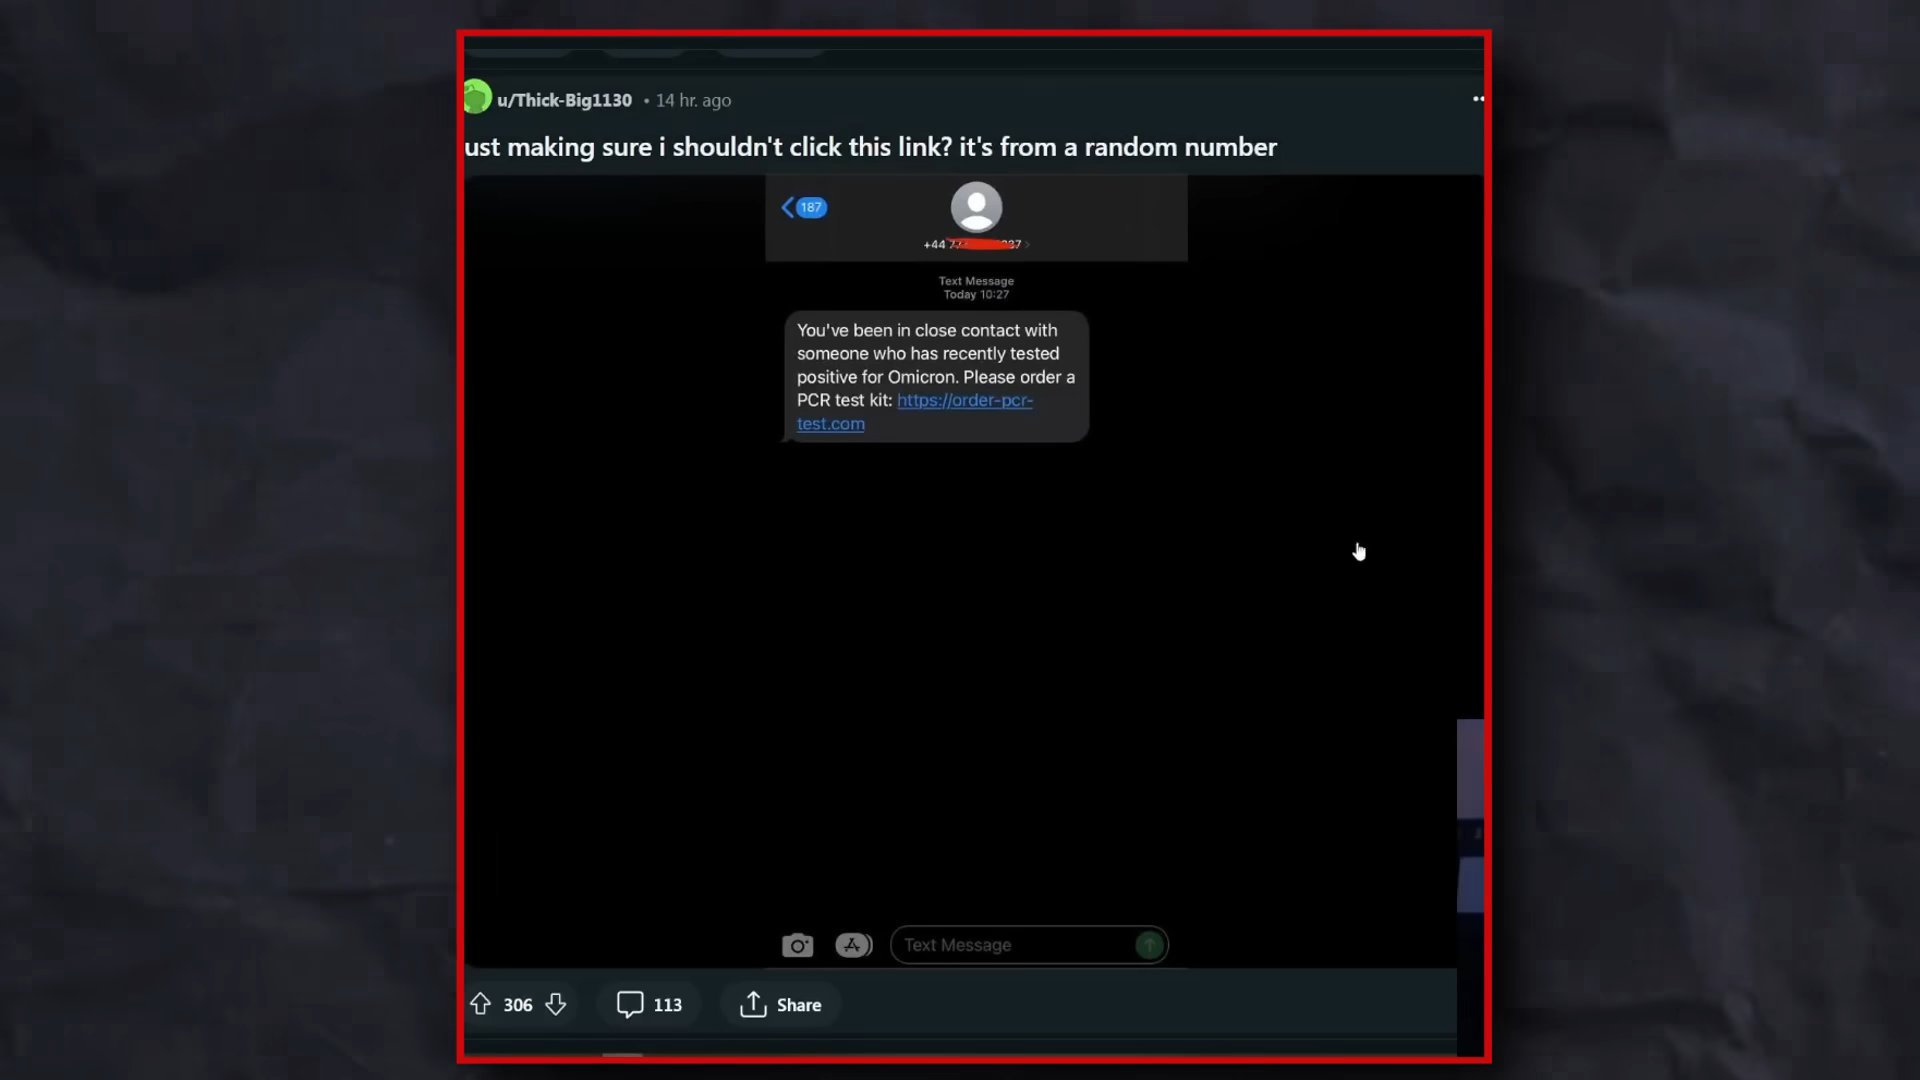 u/Thick-Big1130 • 14 hr. ago
ust making sure i shouldn't click this link? it's from a random number
187
+44
Text Message
Today 10:27
You've been in close contact with
someone who has recently tested
positive for Omicron. Please order a
PCR test kit: https://order-pcr-
test.com
Text Message
306
113
Share